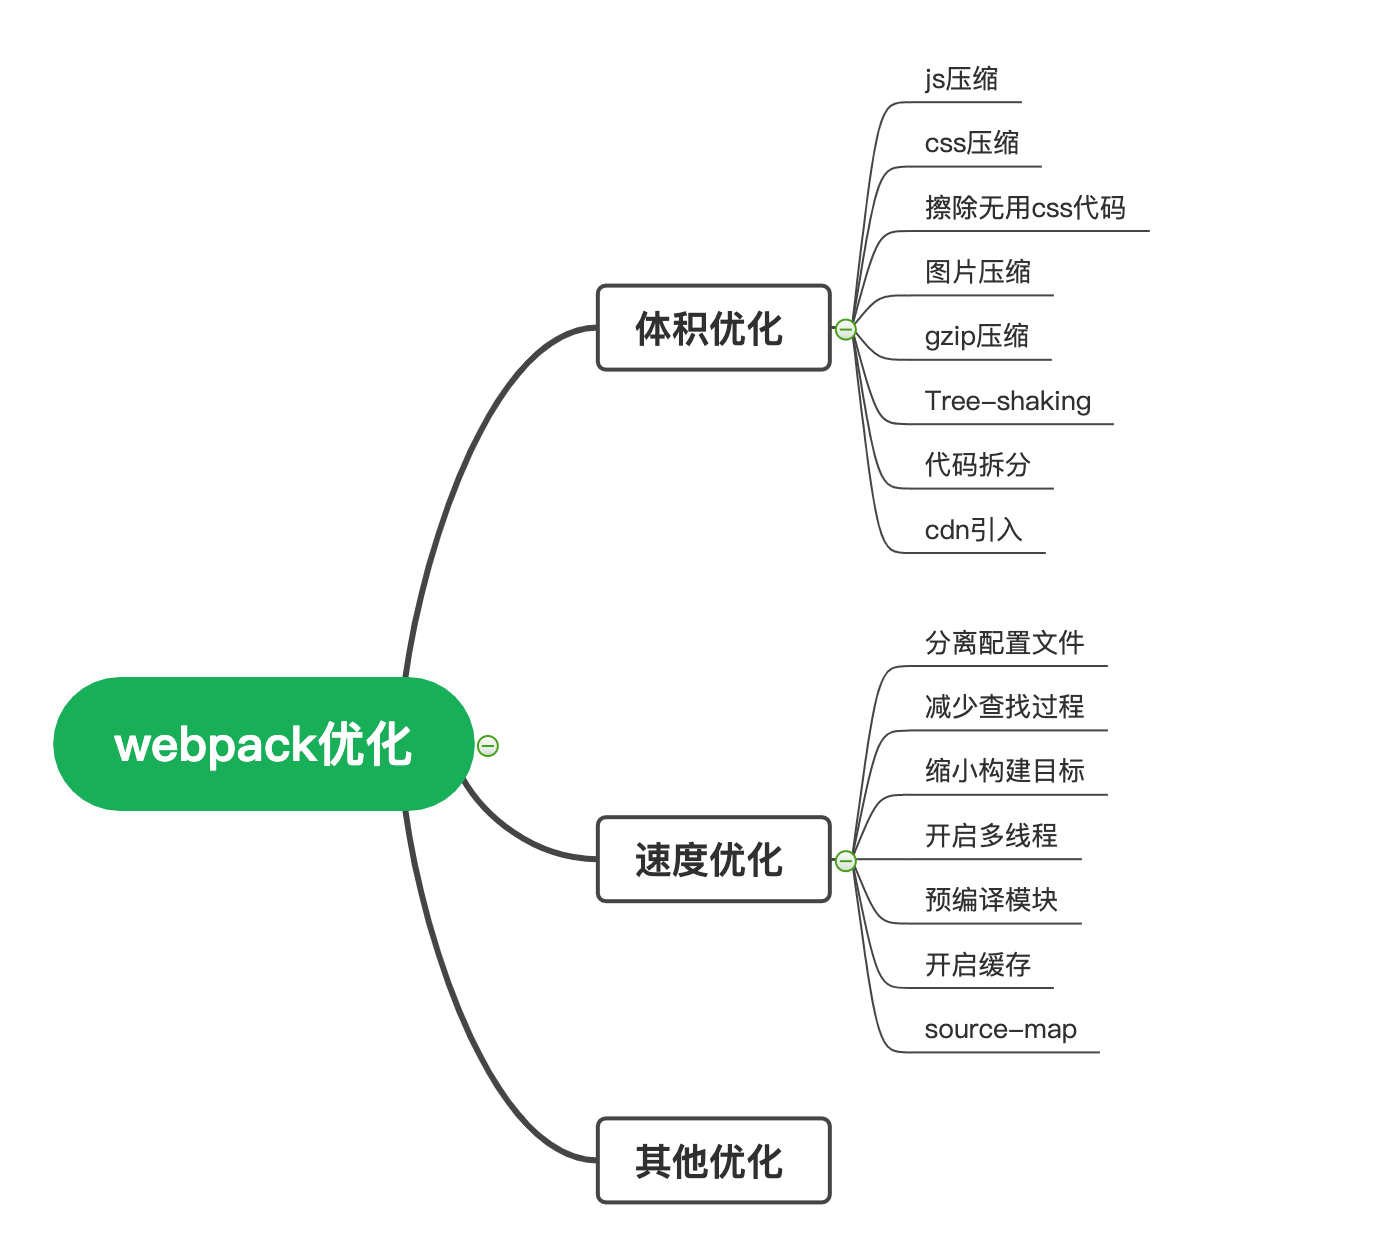 webpack优化
体积优化
js压缩
css压缩
擦除无用css代码
图片压缩
gzip压缩
Tree-shaking
代码拆分
cdn引入
速度优化
分离配置文件
减少查找过程
缩小构建目标
开启多线程
预编译模块
开启缓存
source-map
其他优化